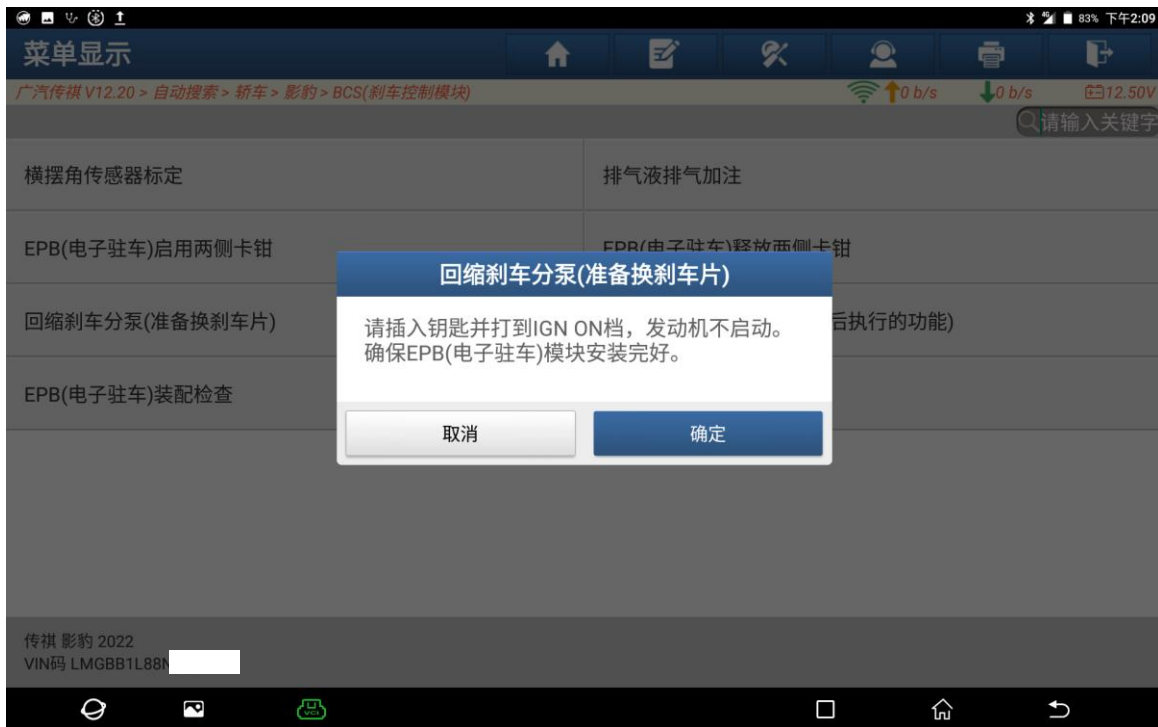 83% 下午2:09
菜单显示
广汽传祺 V12.20 > 自动搜索 > 轿车 > 影豹 > BCS(刹车控制模块)
0 b/s
0 b/s
12.50V
请输入关键字
横摆角传感器标定
排气液排气加注
EPB(电子驻车)启用两侧卡钳
EPB(电子驻车)释放两侧卡钳
回缩刹车分泵(准备换刹车片)
请插入钥匙并打到IGN ON档，发动机不启动。
确保EPB(电子驻车)模块安装完好。
取消
确定
回缩刹车分泵(准备换刹车片)
后执行的功能)
EPB(电子驻车)装配检查
传祺 影豹 2022
VIN码 LMGBB1L88N
VCI